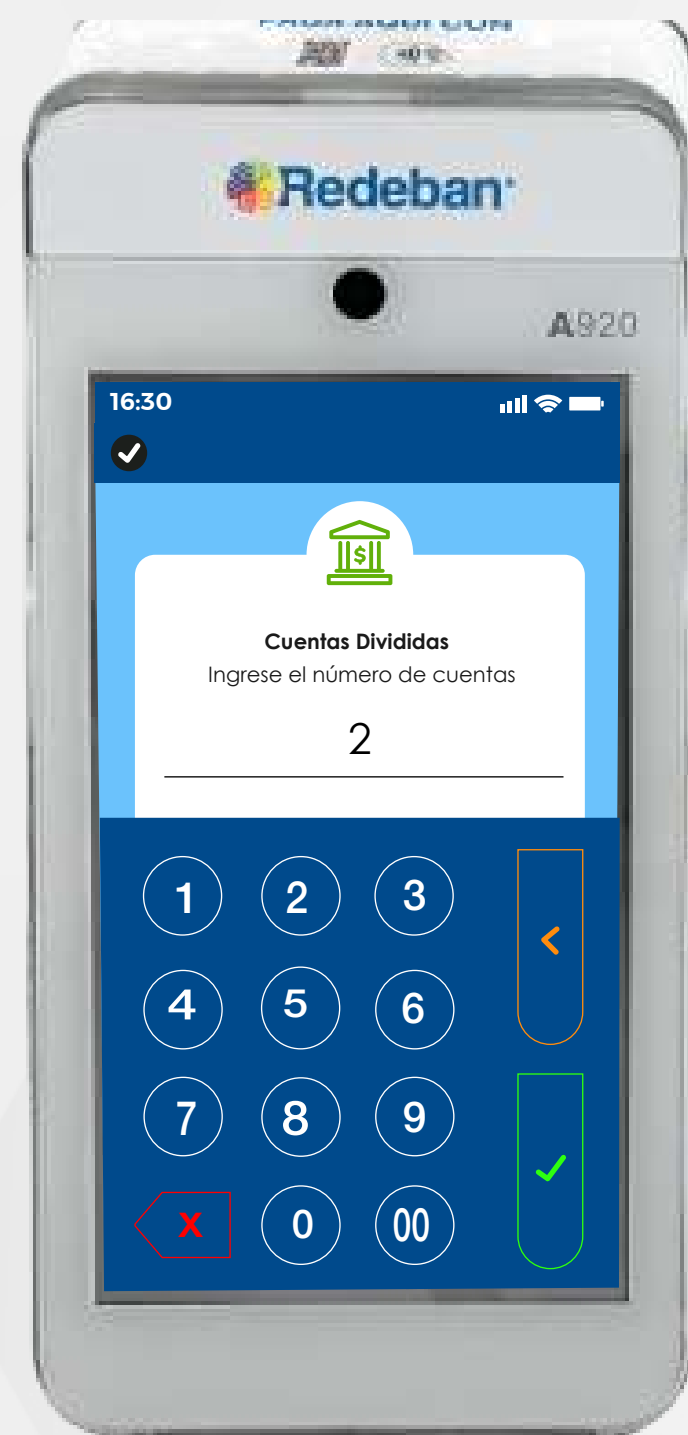 Redeban
A920
16:30
$
Cuentas Divididas
Ingrese el número de cuentas
2
1 2 3
<
4 5 6
7 8 9
X 0 00